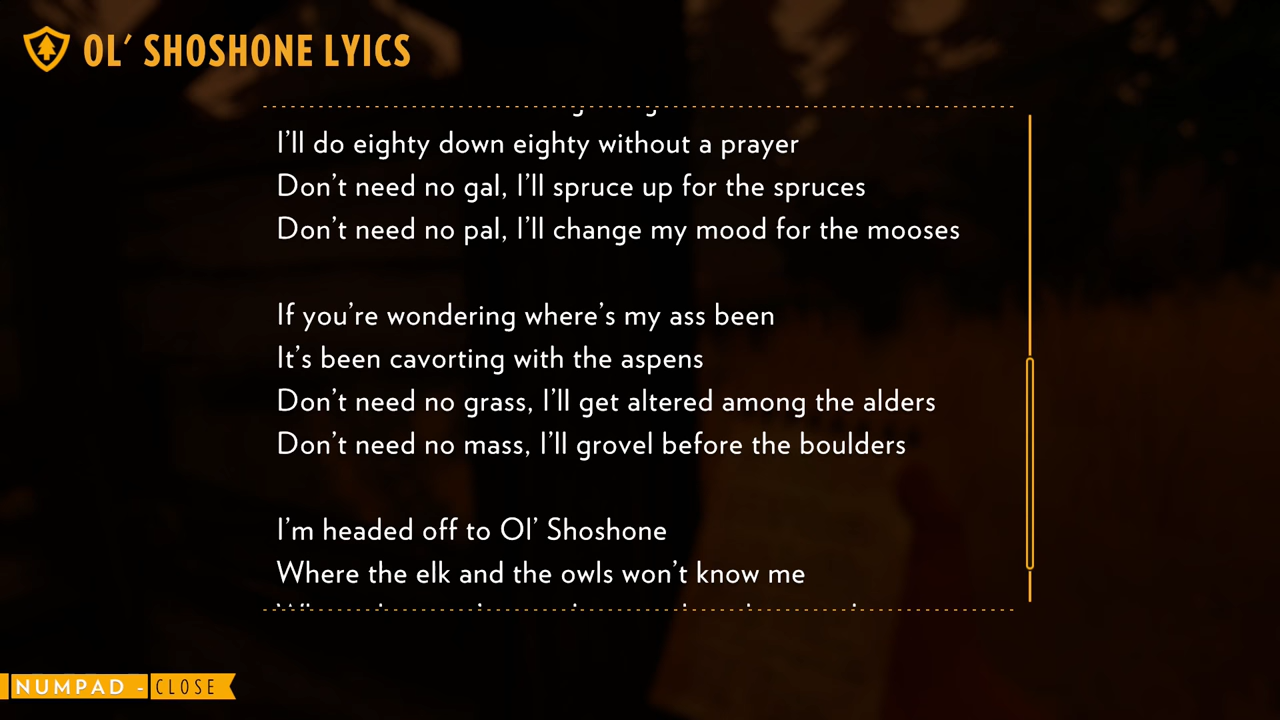 OL' SHOSHONE LYICS
I'll do eighty down eighty without a prayer
Don't need no gal, I'll spruce up for the spruces
Don't need no pal, I'll change my mood for the mooses
If you're wondering where's my ass been
It's been cavorting with the aspens
Don't need no grass, I'll get altered among the alders
Don't need no mass, I'll grovel before the boulders
I'm headed off to Ol' Shoshone
Where the elk and the owls won't know me
NUMPAD - CLOSE